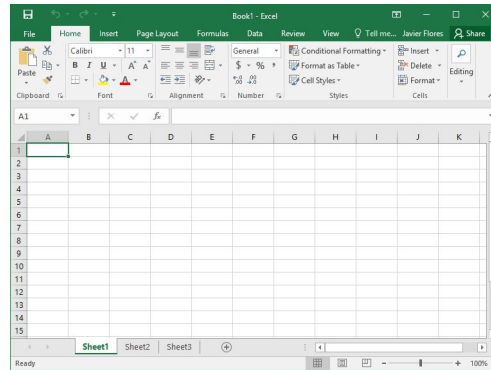 Book1 - Excel
File Home Insert Page Layout Formulas Data Review View Tell me... Javier Flores Share
Calibri 11 General Conditional Formatting Insert
Paste B I U A A $ % , Format as Table Delete Editing
A .00 .0 Cell Styles Format
Clipboard Font Alignment Number Styles Cells
A1 fx
A B C D E F G H I J K
1
2
3
4
5
6
7
8
9
10
11
12
13
14
15
Sheet1 Sheet2 Sheet3
Ready 100%